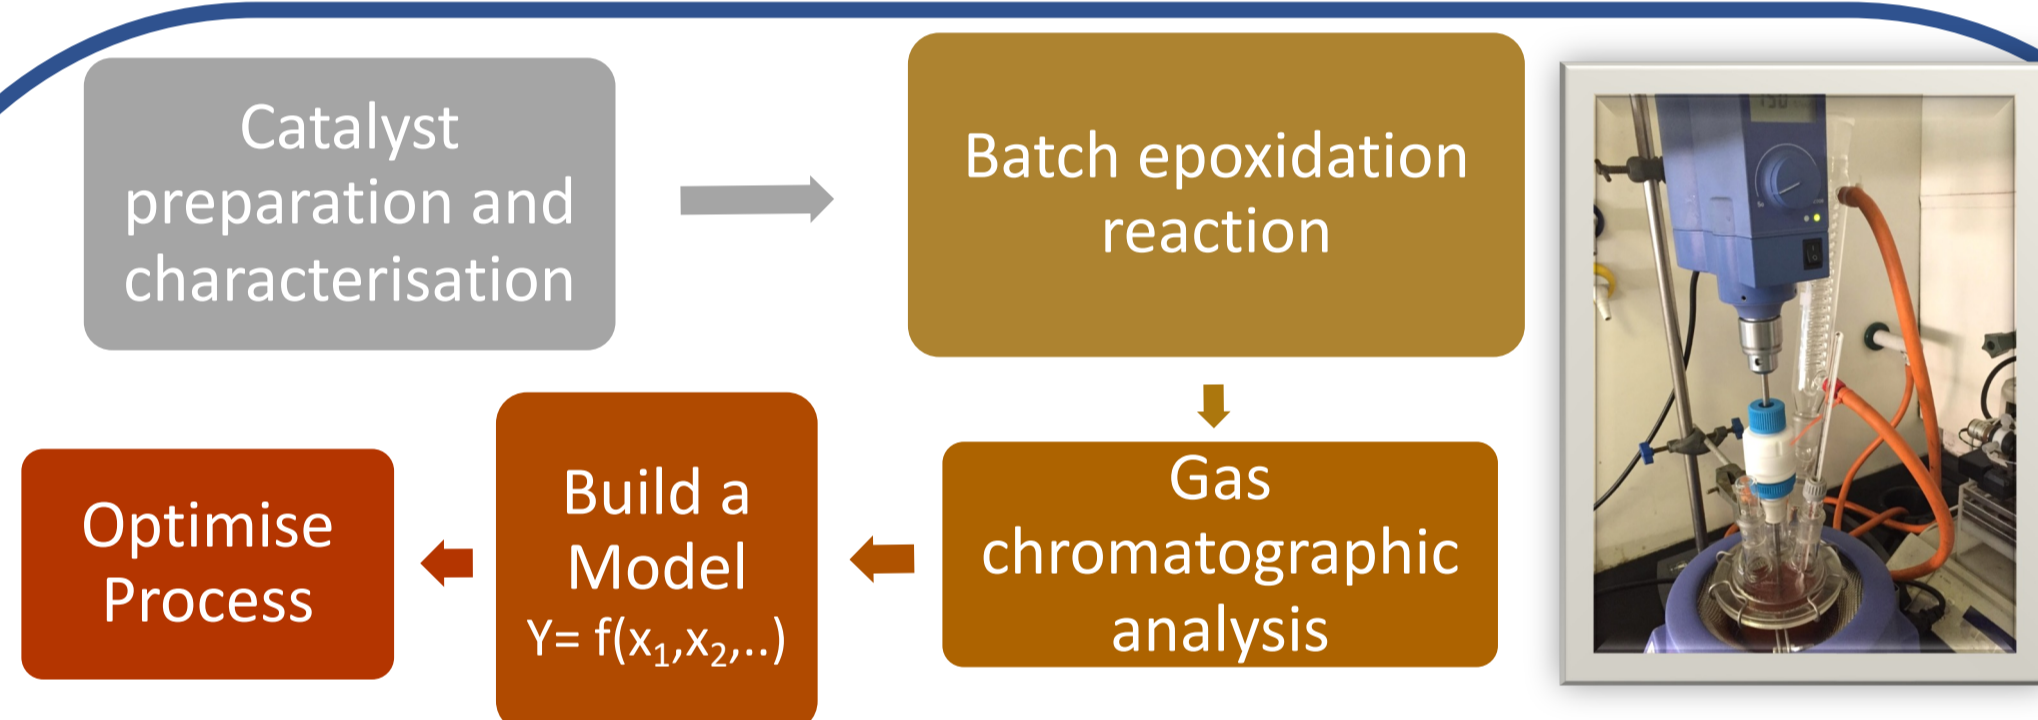 Catalyst
preparation and
characterisation
Batch epoxidation
reaction
Gas
chromatographic
analysis
Build a
Model
Y= f(x₁,x₂,..)
Optimise
Process